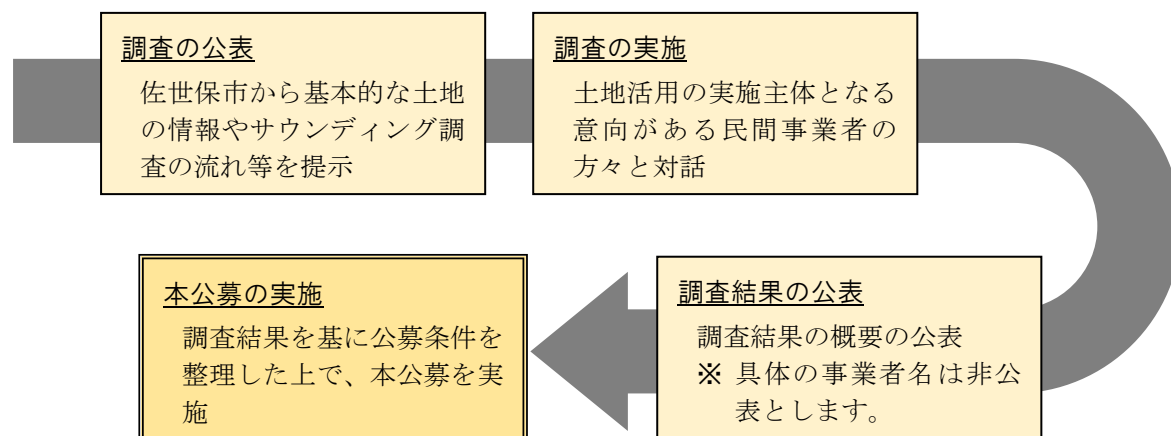 調査の公表
佐世保市から基本的な土地
の情報やサウンディング調
査の流れ等を提示
調査の実施
土地活用の実施主体となる
意向がある民間事業者の
方々と対話
調査結果の公表
調査結果の概要の公表
※ 具体の事業者名は非公
表とします。
本公募の実施
調査結果を基に公募条件を
整理した上で、本公募を実
施